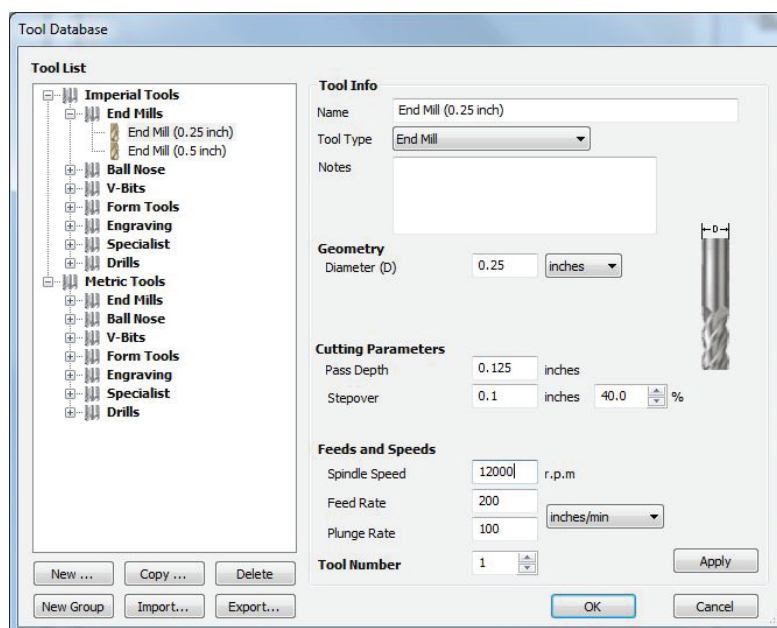 Tool Database
Tool List
Imperial Tools
End Mills
End Mill (0.25 inch)
End Mill (0.5 inch)
Ball Nose
V-Bits
Form Tools
Engraving
Specialist
Drills
Metric Tools
End Mills
Ball Nose
V-Bits
Form Tools
Engraving
Specialist
Drills
New ... Copy ... Delete
New Group Import... Export...
Tool Info
Name End Mill (0.25 inch)
Tool Type End Mill
Notes
D
Geometry
Diameter (D) 0.25 inches
Cutting Parameters
Pass Depth 0.125 inches
Stepover 0.1 inches 40.0 %
Feeds and Speeds
Spindle Speed 12000 r.p.m
Feed Rate 200
inches/min
Plunge Rate 100
Tool Number 1
Apply
OK Cancel